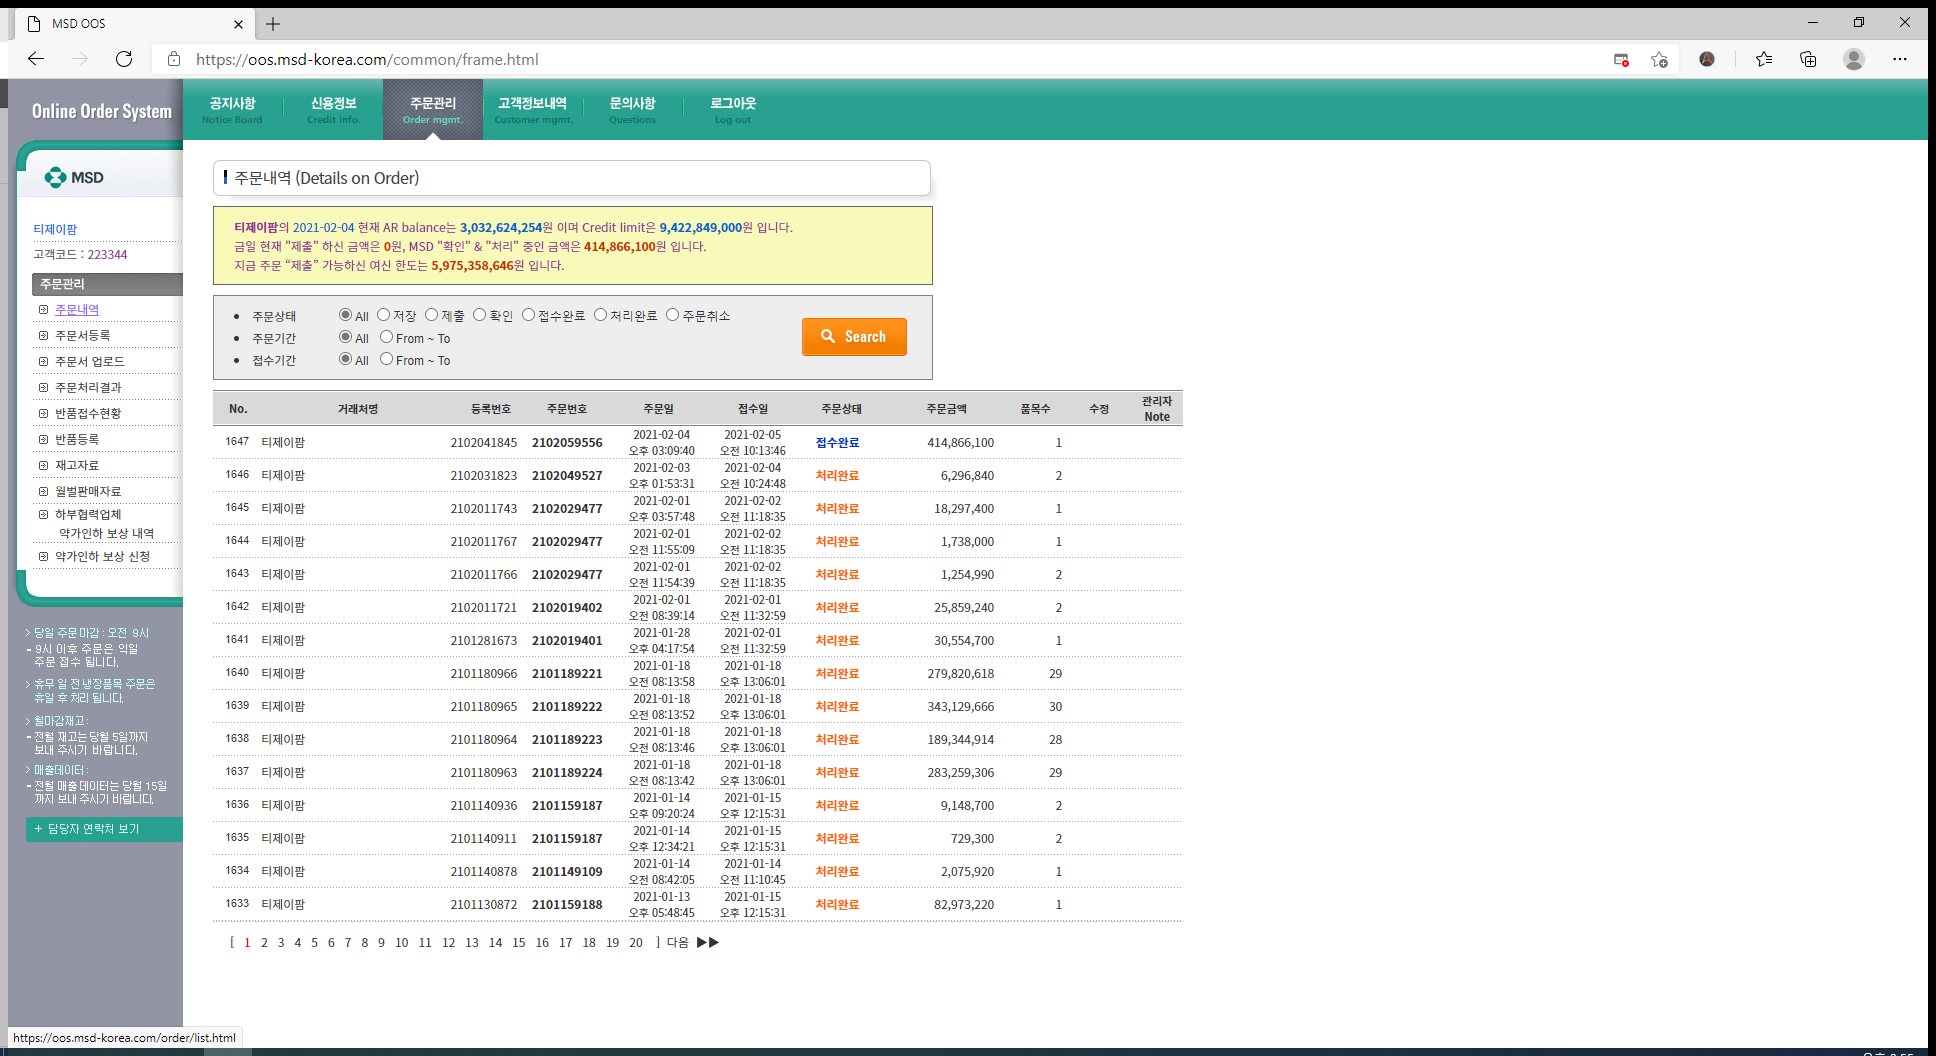 MSD OOS
https://oos.msd-korea.com/common/frame.html
Online Order System
공지사항 신용정보 주문관리 고객정보내역 문의사항 로그아웃
Notice Board Credit info. Order mgmt. Customer mgmt. Questions Log out
MSD
티제이팜
고객코드 : 223344
주문관리
주문내역
주문서등록
주문서 업로드
주문처리결과
반품접수현황
반품등록
재고자료
월별판매자료
하부협력업체
약가인하 보상 내역
약가인하 보상 신청
> 당일 주문마감 : 오전 9시
- 9시 이후 주문은 익일
주문 접수 됩니다.
> 휴무 일 전 냉장품목 주문은
휴일 후 처리 됩니다.
> 월마감재고 :
- 전월 재고는 당월 5일까지
보내 주시기 바랍니다.
> 매출데이터 :
- 전월 매출데이터는 당월 15일
까지 보내 주시기 바랍니다.
+ 담당자 연락처 보기
주문내역 (Details on Order)
티제이팜의 2021-02-04 현재 AR balance는 3,032,624,254원 이며 Credit limit은 9,422,849,000원 입니다.
금일 현재 "제출" 하신 금액은 0원, MSD "확인" & "처리" 중인 금액은 414,866,100원 입니다.
지금 주문 “제출” 가능하신 여신 한도는 5,975,358,646원 입니다.
주문상태 All 저장 제출 확인 접수완료 처리완료 주문취소
주문기간 All From ~ To
접수기간 All From ~ To
Search
No. 거래처명 등록번호 주문번호 주문일 접수일 주문상태 주문금액 품목수 수정 관리자 Note
1647 티제이팜 2102041845 2102059556 2021-02-04 오후 03:09:40 2021-02-05 오전 10:13:46 접수완료 414,866,100 1
1646 티제이팜 2102031823 2102049527 2021-02-03 오후 01:53:31 2021-02-04 오전 10:24:48 처리완료 6,296,840 2
1645 티제이팜 2102011743 2102029477 2021-02-01 오후 03:57:48 2021-02-02 오전 11:18:35 처리완료 18,297,400 1
1644 티제이팜 2102011767 2102029477 2021-02-01 오전 11:55:09 2021-02-02 오전 11:18:35 처리완료 1,738,000 1
1643 티제이팜 2102011766 2102029477 2021-02-01 오전 11:54:39 2021-02-02 오전 11:18:35 처리완료 1,254,990 2
1642 티제이팜 2102011721 2102019402 2021-02-01 오전 08:39:14 2021-02-01 오전 11:32:59 처리완료 25,859,240 2
1641 티제이팜 2101281673 2102019401 2021-01-28 오후 04:17:54 2021-02-01 오전 11:32:59 처리완료 30,554,700 1
1640 티제이팜 2101180966 2101189221 2021-01-18 오전 08:13:58 2021-01-18 오후 13:06:01 처리완료 279,820,618 29
1639 티제이팜 2101180965 2101189222 2021-01-18 오전 08:13:52 2021-01-18 오후 13:06:01 처리완료 343,129,666 30
1638 티제이팜 2101180964 2101189223 2021-01-18 오전 08:13:46 2021-01-18 오후 13:06:01 처리완료 189,344,914 28
1637 티제이팜 2101180963 2101189224 2021-01-18 오전 08:13:42 2021-01-18 오후 13:06:01 처리완료 283,259,306 29
1636 티제이팜 2101140936 2101159187 2021-01-14 오후 09:20:24 2021-01-15 오후 12:15:31 처리완료 9,148,700 2
1635 티제이팜 2101140911 2101159187 2021-01-14 오후 12:34:21 2021-01-15 오후 12:15:31 처리완료 729,300 2
1634 티제이팜 2101140878 2101149109 2021-01-14 오전 08:42:05 2021-01-14 오전 11:10:45 처리완료 2,075,920 1
1633 티제이팜 2101130872 2101159188 2021-01-13 오후 05:48:45 2021-01-15 오후 12:15:31 처리완료 82,973,220 1
[ 1 2 3 4 5 6 7 8 9 10 11 12 13 14 15 16 17 18 19 20 ] 다음 ▶▶
https://oos.msd-korea.com/order/list.html